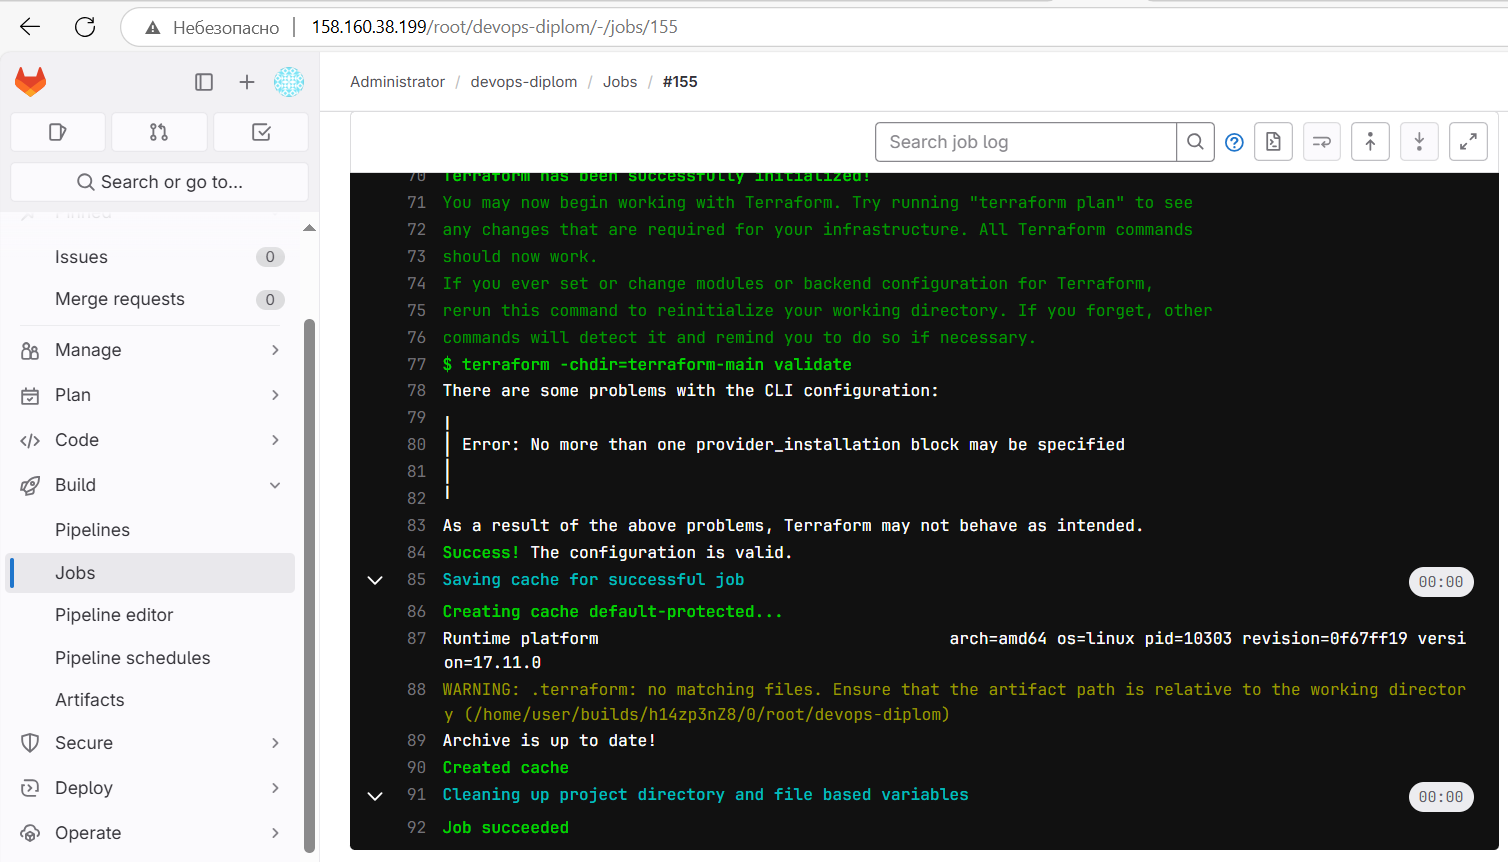 Небезопасно
158.160.38.199/root/devops-diplom/-/jobs/155
Administrator / devops-diplom / Jobs / #155
Search or go to...
Pinned
Issues 0
Merge requests 0
Manage
Plan
Code
Build
Pipelines
Jobs
Pipeline editor
Pipeline schedules
Artifacts
Secure
Deploy
Operate
Search job log
70 Terraform has been successfully initialized!
71 You may now begin working with Terraform. Try running "terraform plan" to see
72 any changes that are required for your infrastructure. All Terraform commands
73 should now work.
74 If you ever set or change modules or backend configuration for Terraform,
75 rerun this command to reinitialize your working directory. If you forget, other
76 commands will detect it and remind you to do so if necessary.
77 $ terraform -chdir=terraform-main validate
78 There are some problems with the CLI configuration:
79 ╷
80 │ Error: No more than one provider_installation block may be specified
81 │
82 ╵
83 As a result of the above problems, Terraform may not behave as intended.
84 Success! The configuration is valid.
85 Saving cache for successful job 00:00
86 Creating cache default-protected...
87 Runtime platform arch=amd64 os=linux pid=10303 revision=0f67ff19 versi
on=17.11.0
88 WARNING: .terraform: no matching files. Ensure that the artifact path is relative to the working director
y (/home/user/builds/h14zp3nZ8/0/root/devops-diplom)
89 Archive is up to date!
90 Created cache
91 Cleaning up project directory and file based variables 00:00
92 Job succeeded